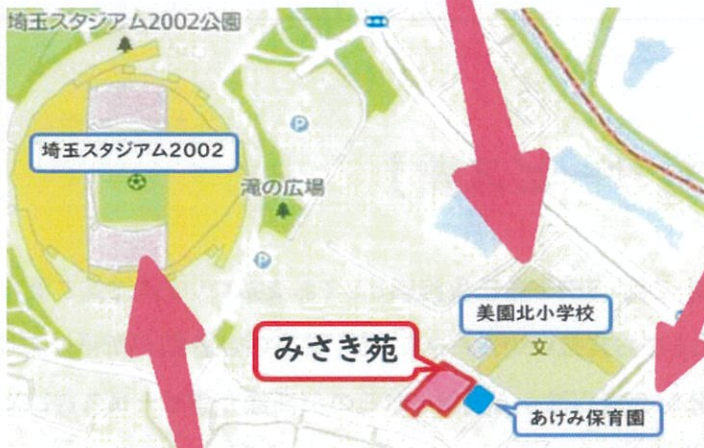 埼玉スタジアム2002公園
埼玉スタジアム2002
P
滝の広場
P
美園北小学校
文
みさき苑
あけみ保育園